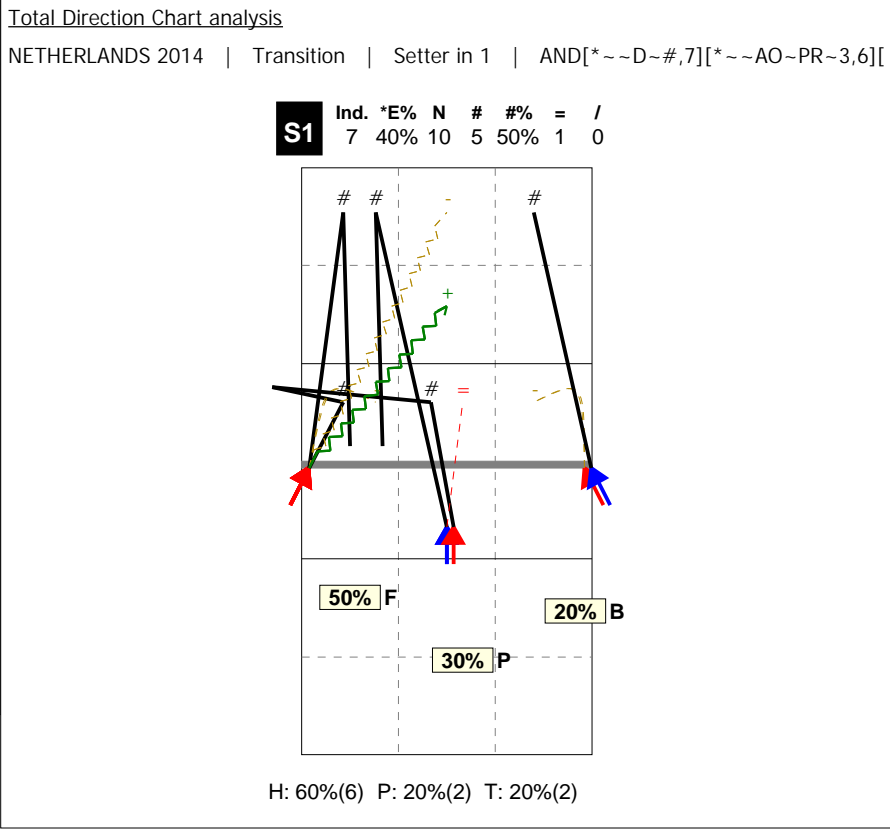 Total Direction Chart analysis
NETHERLANDS 2014 | Transition | Setter in 1 | AND[*~~D~#,7][*~~AO~PR~3,6][
Ind. *E% N # #% = /
S1 7 40% 10 5 50% 1 0
# # - #
+
# # = -
50% F
20% B
30% P
H: 60%(6) P: 20%(2) T: 20%(2)